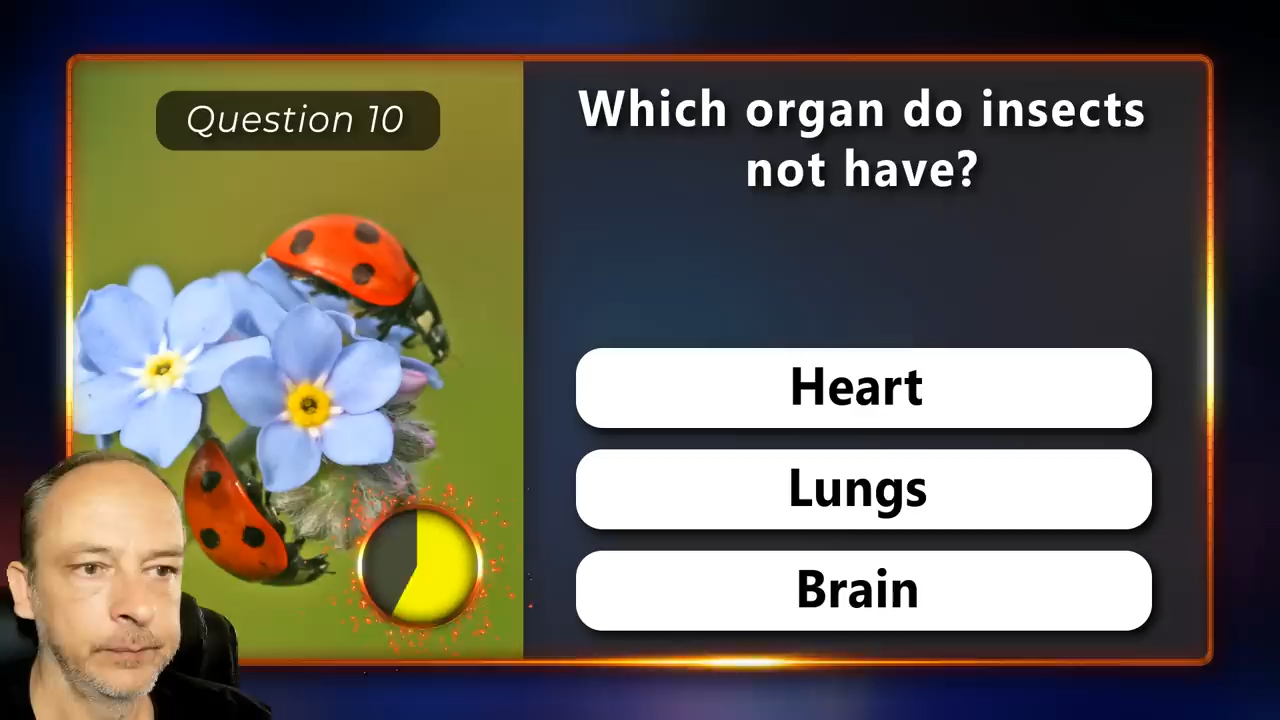 Question 10
Which organ do insects
not have?
Heart
Lungs
Brain